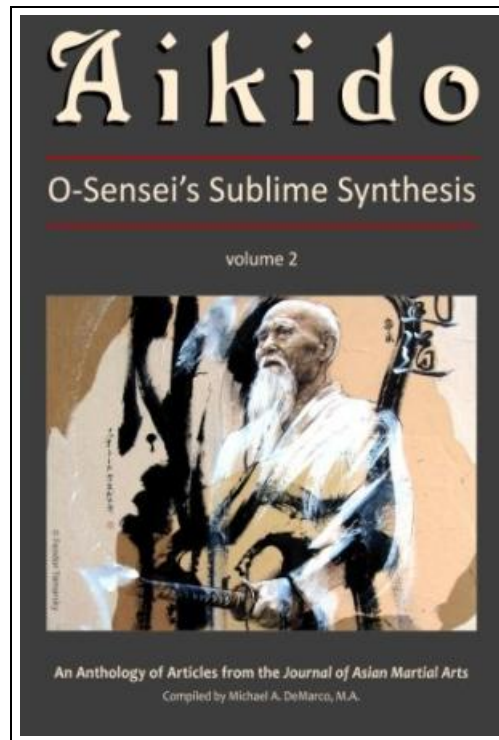 Aikido
O-Sensei's Sublime Synthesis
volume 2
An Anthology of Articles from the Journal of Asian Martial Arts
Compiled by Michael A. DeMarco, M.A.